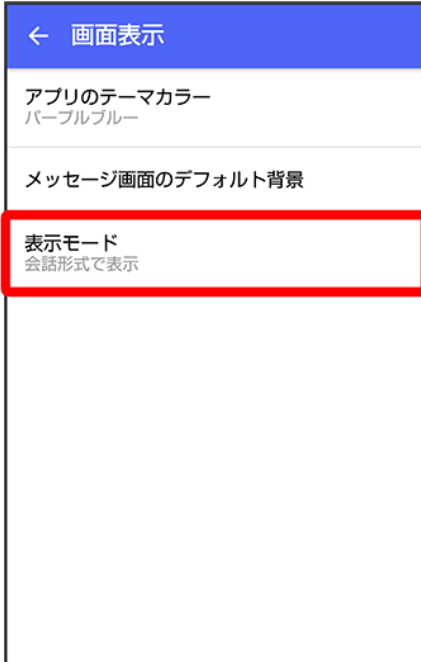 画面表示
アプリのテーマカラー
パープルブルー
メッセージ画面のデフォルト背景
表示モード
会話形式で表示